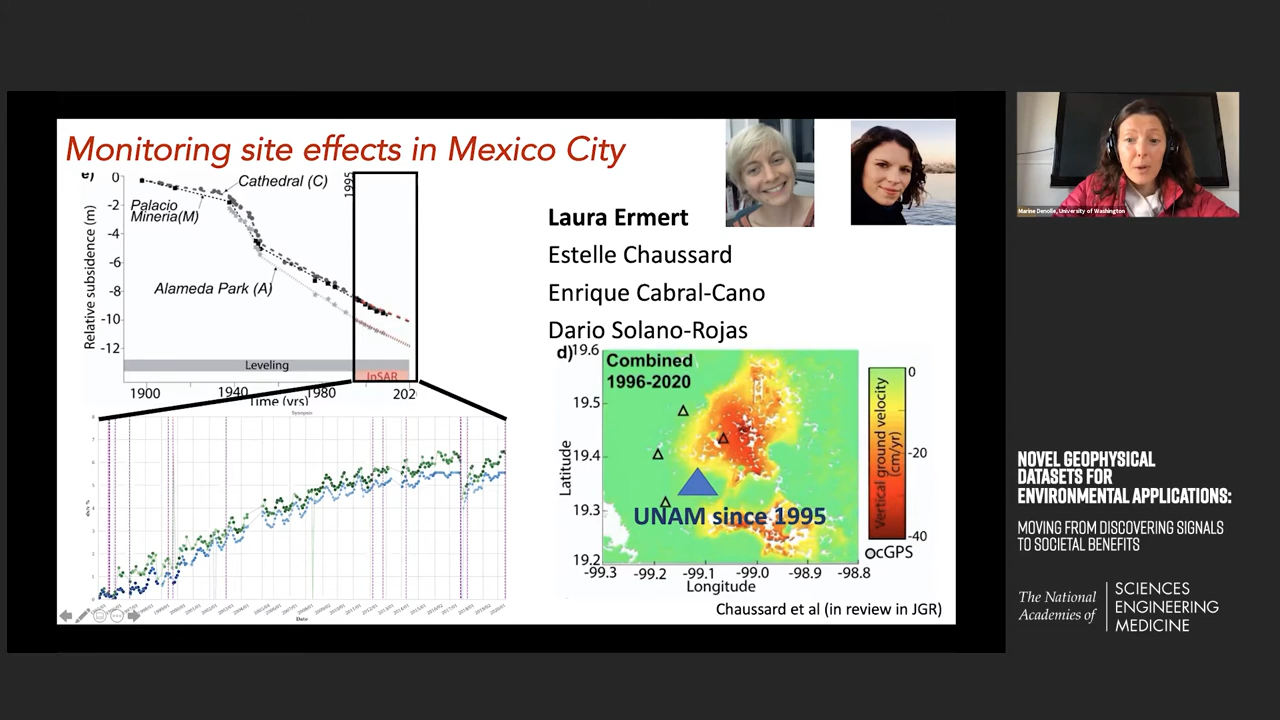 Monitoring site effects in Mexico City
e)
Cathedral (C)
Palacio
Mineria(M)
Alameda Park (A)
1995
Relative subsidence (m)
0
-2
-4
-6
-8
-10
-12
Leveling
InSAR
1900
1940
1980
202
Time (yrs)
Synopsis
Date
Laura Ermert
Estelle Chaussard
Enrique Cabral-Cano
Dario Solano-Rojas
d)
Combined
1996-2020
19.6
19.5
19.4
19.3
19.2
Latitude
UNAM since 1995
-99.3
-99.2
-99.1
-99.0
-98.9
-98.8
Longitude
Vertical ground velocity
(cm/yr)
0
-20
-40
cGPS
Chaussard et al (in review in JGR)
Marine Denolle, University of Washington
NOVEL GEOPHYSICAL
DATASETS FOR
ENVIRONMENTAL APPLICATIONS:
MOVING FROM DISCOVERING SIGNALS
TO SOCIETAL BENEFITS
The National
Academies of
SCIENCES
ENGINEERING
MEDICINE